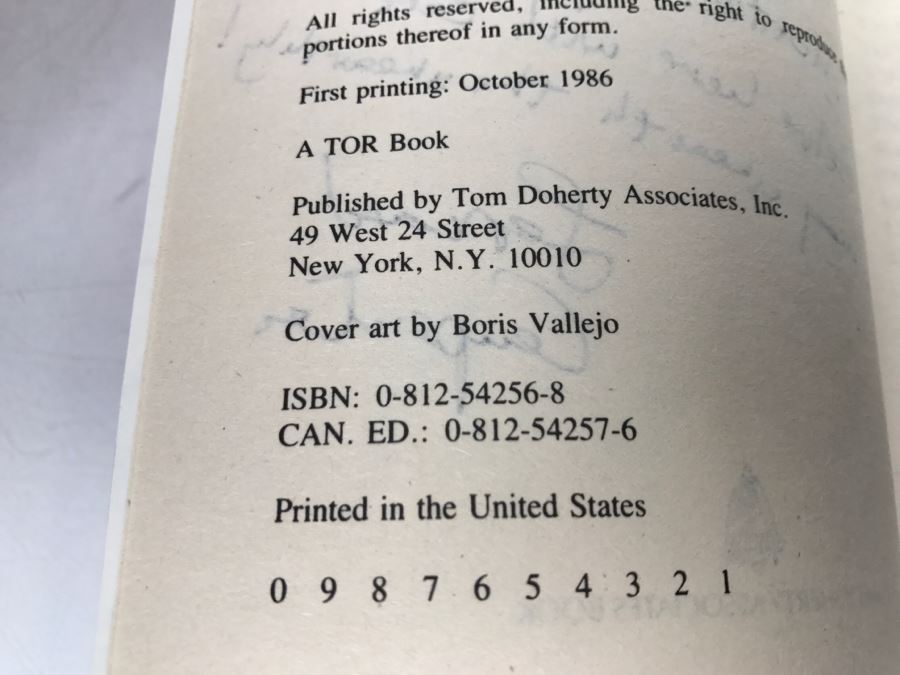 All rights reserved, including the right to reproduce
portions thereof in any form.
First printing: October 1986
A TOR Book
Published by Tom Doherty Associates, Inc.
49 West 24 Street
New York, N.Y. 10010
Cover art by Boris Vallejo
ISBN: 0-812-54256-8
CAN. ED.: 0-812-54257-6
Printed in the United States
0 9 8 7 6 5 4 3 2 1